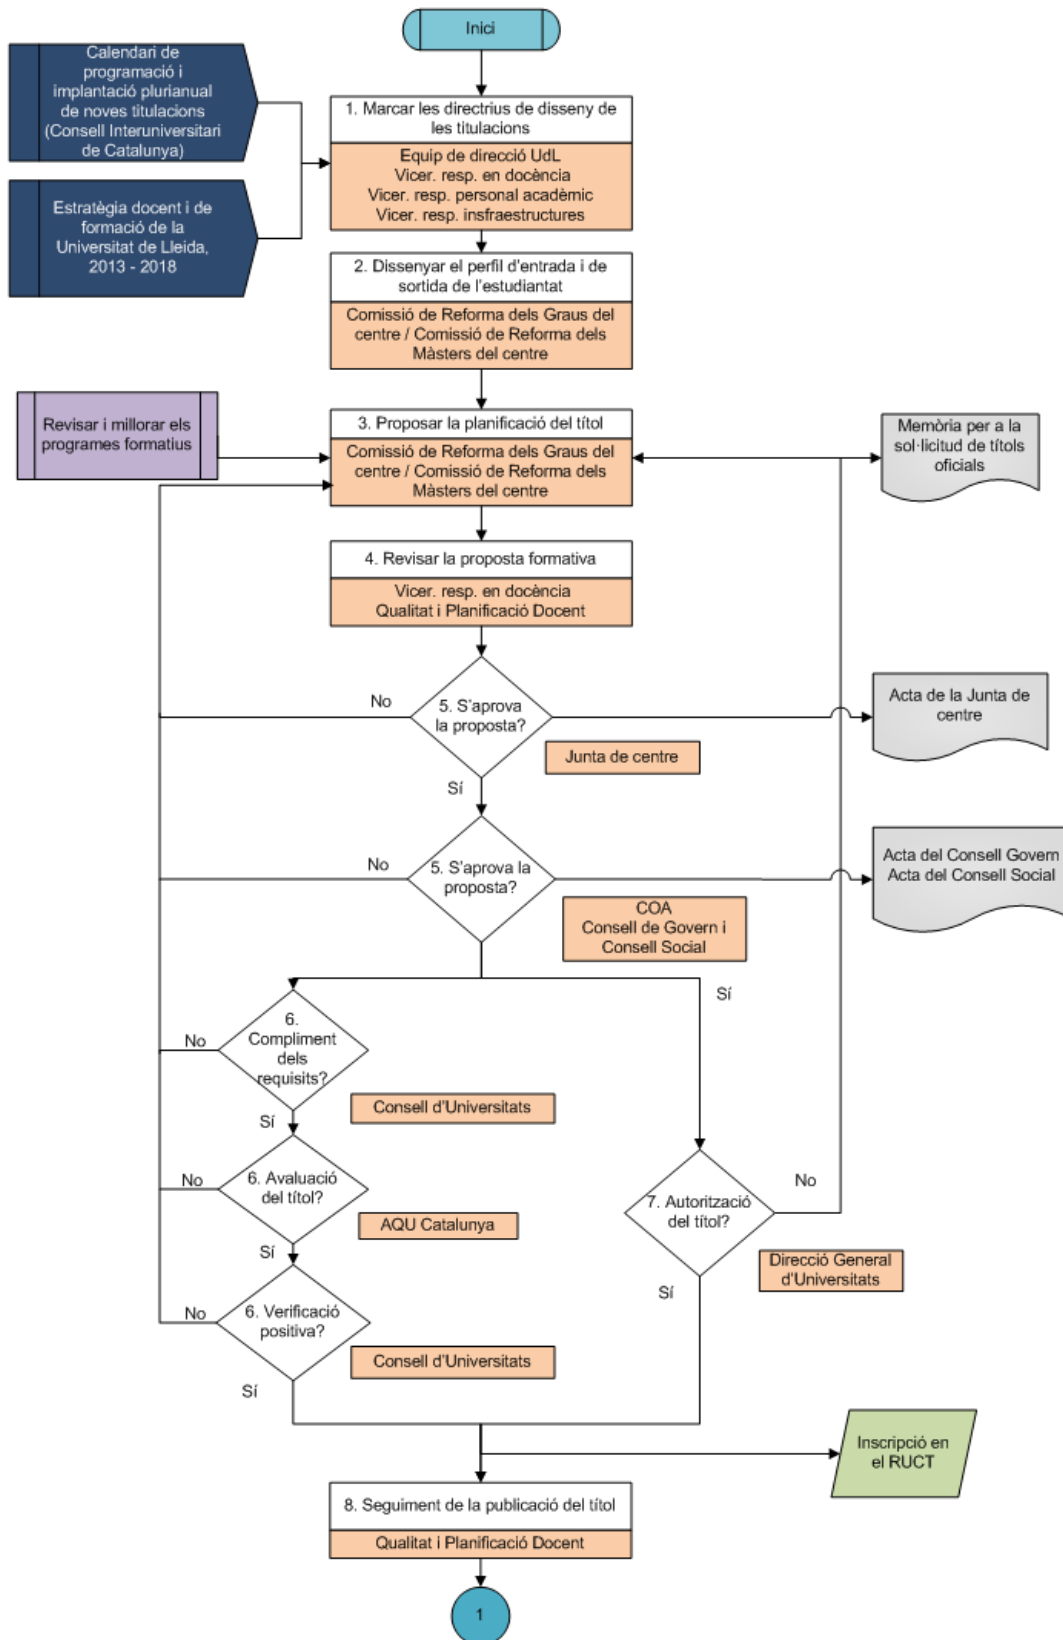 Inici
Calendari de
programació i
implantació plurianual
de noves titulacions
(Consell Interuniversitari
de Catalunya)
1. Marcar les directrius de disseny de
les titulacions
Equip de direcció UdL
Vicer. resp. en docència
Vicer. resp. personal acadèmic
Vicer. resp. insfraestructures
Estratègia docent i de
formació de la
Universitat de Lleida,
2013 - 2018
2. Dissenyar el perfil d'entrada i de
sortida de l'estudiantat
Comissió de Reforma dels Graus del
centre / Comissió de Reforma dels
Màsters del centre
Revisar i millorar els
programes formatius
3. Proposar la planificació del títol
Comissió de Reforma dels Graus del
centre / Comissió de Reforma dels
Màsters del centre
Memòria per a la
sol·licitud de títols
oficials
4. Revisar la proposta formativa
Vicer. resp. en docència
Qualitat i Planificació Docent
No
5. S'aprova
la proposta?
Junta de centre
Acta de la Junta de
centre
Sí
No
5. S'aprova la
proposta?
COA
Consell de Govern i
Consell Social
Acta del Consell Govern
Acta del Consell Social
Sí
No
6.
Compliment
dels
requisits?
Consell d'Universitats
Sí
No
6. Avaluació
del títol?
AQU Catalunya
Sí
7. Autorització
del títol?
No
Direcció General
d'Universitats
Sí
No
6. Verificació
positiva?
Consell d'Universitats
Sí
Inscripció en
el RUCT
8. Seguiment de la publicació del títol
Qualitat i Planificació Docent
1